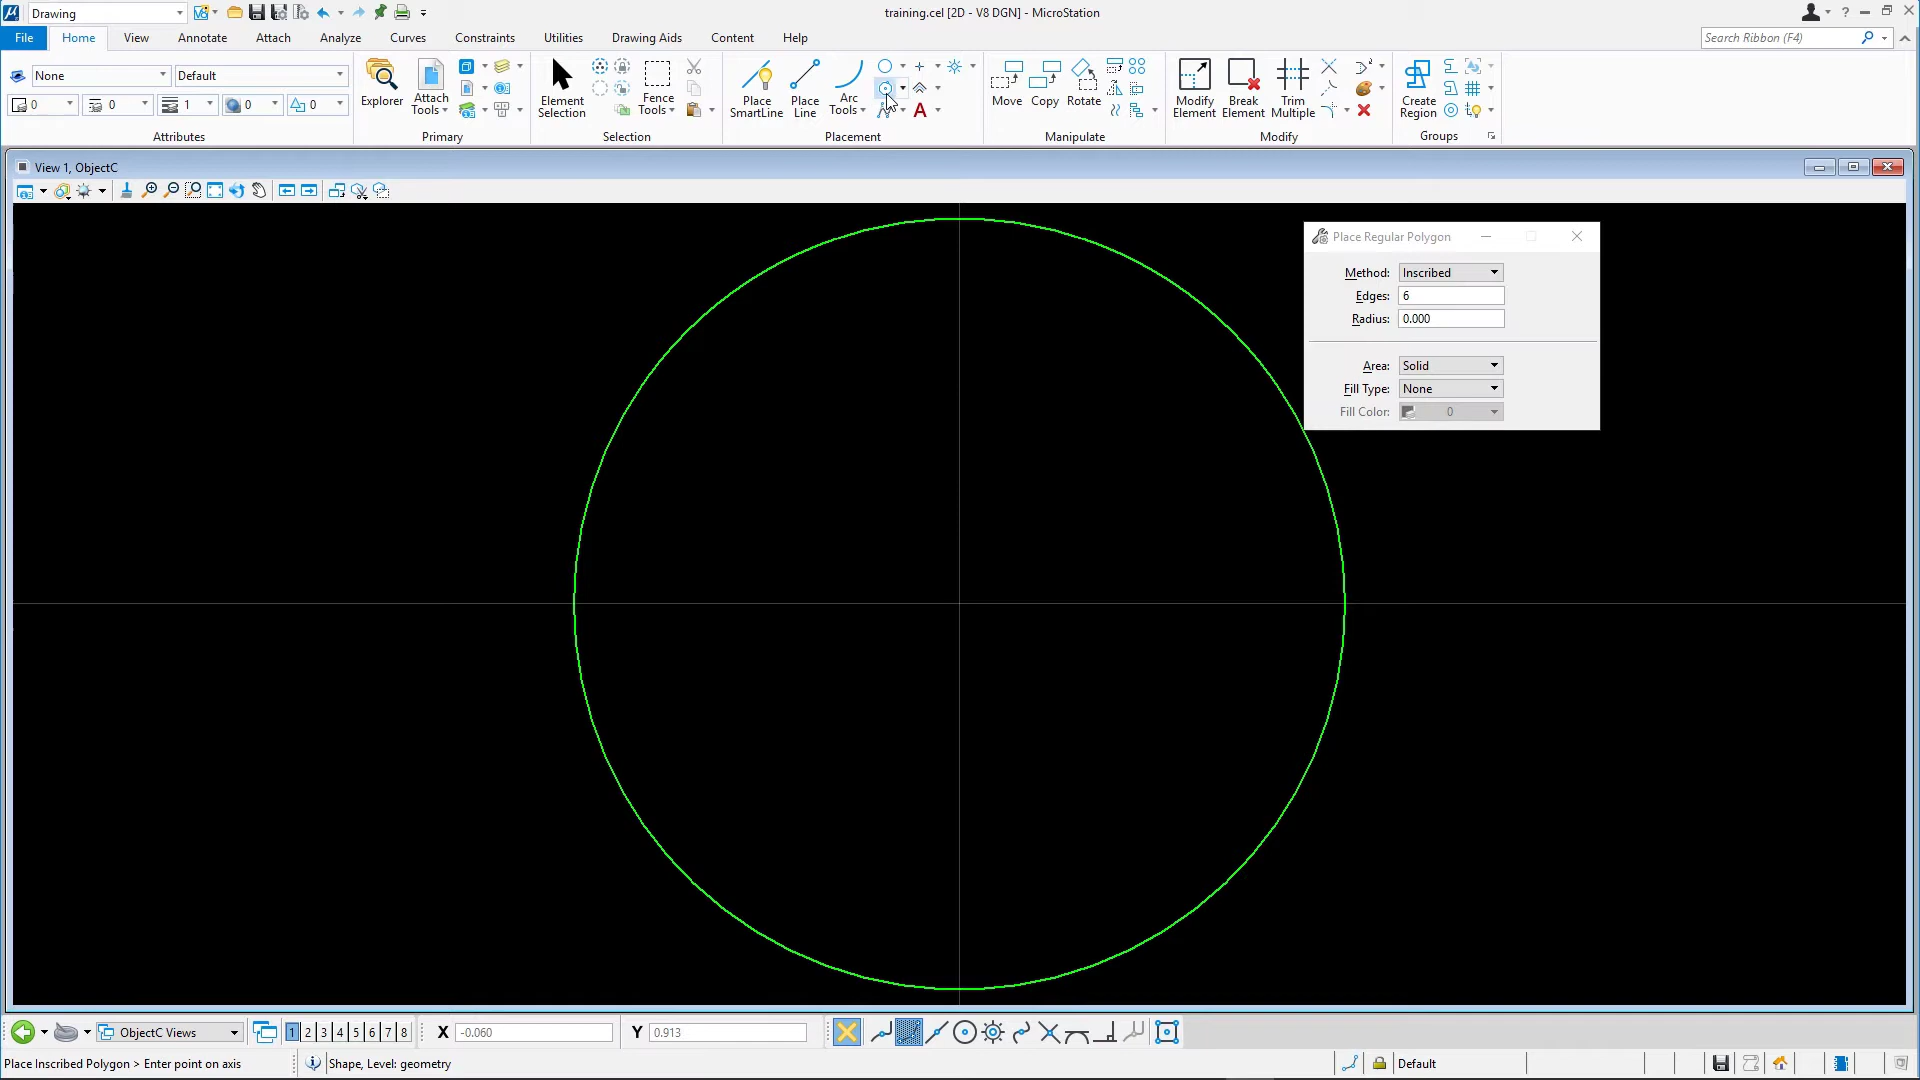 Drawing
training.cel [2D - V8 DGN] - MicroStation
File Home View Annotate Attach Analyze Curves Constraints Utilities Drawing Aids Content Help
Search Ribbon (F4)
None Default
0 0 1 0 0
Attributes
Explorer
Attach Tools
Primary
Element Selection
Fence Tools
Selection
Place SmartLine
Place Line
Arc Tools
A
Placement
Move Copy Rotate
Manipulate
Modify Element
Break Element
Trim Multiple
Modify
Create Region
Groups
View 1, ObjectC
Place Regular Polygon
Method: Inscribed
Edges: 6
Radius: 0.000
Area: Solid
Fill Type: None
Fill Color: 0
ObjectC Views 1 2 3 4 5 6 7 8 X -0.060 Y 0.913
Place Inscribed Polygon > Enter point on axis Shape, Level: geometry Default